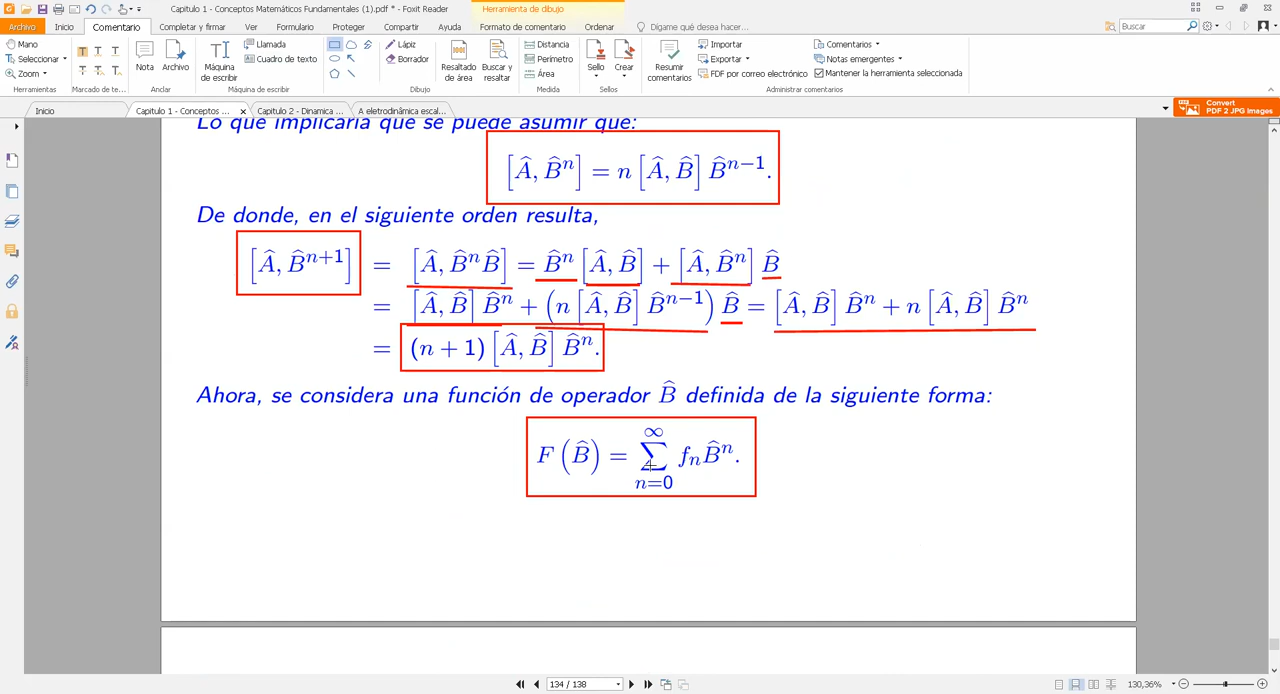 Capitulo 1 - Conceptos Matemáticos Fundamentales (1).pdf * - Foxit Reader
Herramienta de dibujo
Archivo Inicio Comentario Completar y firmar Ver Formulario Proteger Compartir Ayuda Formato de comentario Ordenar Dígame qué desea hacer... Buscar
Mano
Seleccionar
Zoom
Herramientas
Marcado de te...
Nota
Archivo
Anclar
Máquina de escribir
Llamada
Cuadro de texto
Máquina de escribir
Lápiz
Borrador
Dibujo
Resaltado de área
Buscar y resaltar
Distancia
Perímetro
Área
Medida
Sello
Crear
Sellos
Resumir comentarios
Importar
Exportar
FDF por correo electrónico
Comentarios
Notas emergentes
Mantener la herramienta seleccionada
Administrar comentarios
Inicio Capitulo 1 - Conceptos ... Capitulo 2 - Dinamica ... A eletrodinâmica escal...
Convert
PDF 2 JPG Images
Lo que implicaría que se puede asumir que:
[Â, B̂ⁿ] = n [Â, B̂] B̂ⁿ⁻¹.
De donde, en el siguiente orden resulta,
[Â, B̂ⁿ⁺¹] = [Â, B̂ⁿB̂] = B̂ⁿ [Â, B̂] + [Â, B̂ⁿ] B̂
= [Â, B̂] B̂ⁿ + (n [Â, B̂] B̂ⁿ⁻¹) B̂ = [Â, B̂] B̂ⁿ + n [Â, B̂] B̂ⁿ
= (n + 1) [Â, B̂] B̂ⁿ.
Ahora, se considera una función de operador B̂ definida de la siguiente forma:
∞
F (B̂) = ∑ fₙB̂ⁿ.
n=0
134 / 138
130,36%